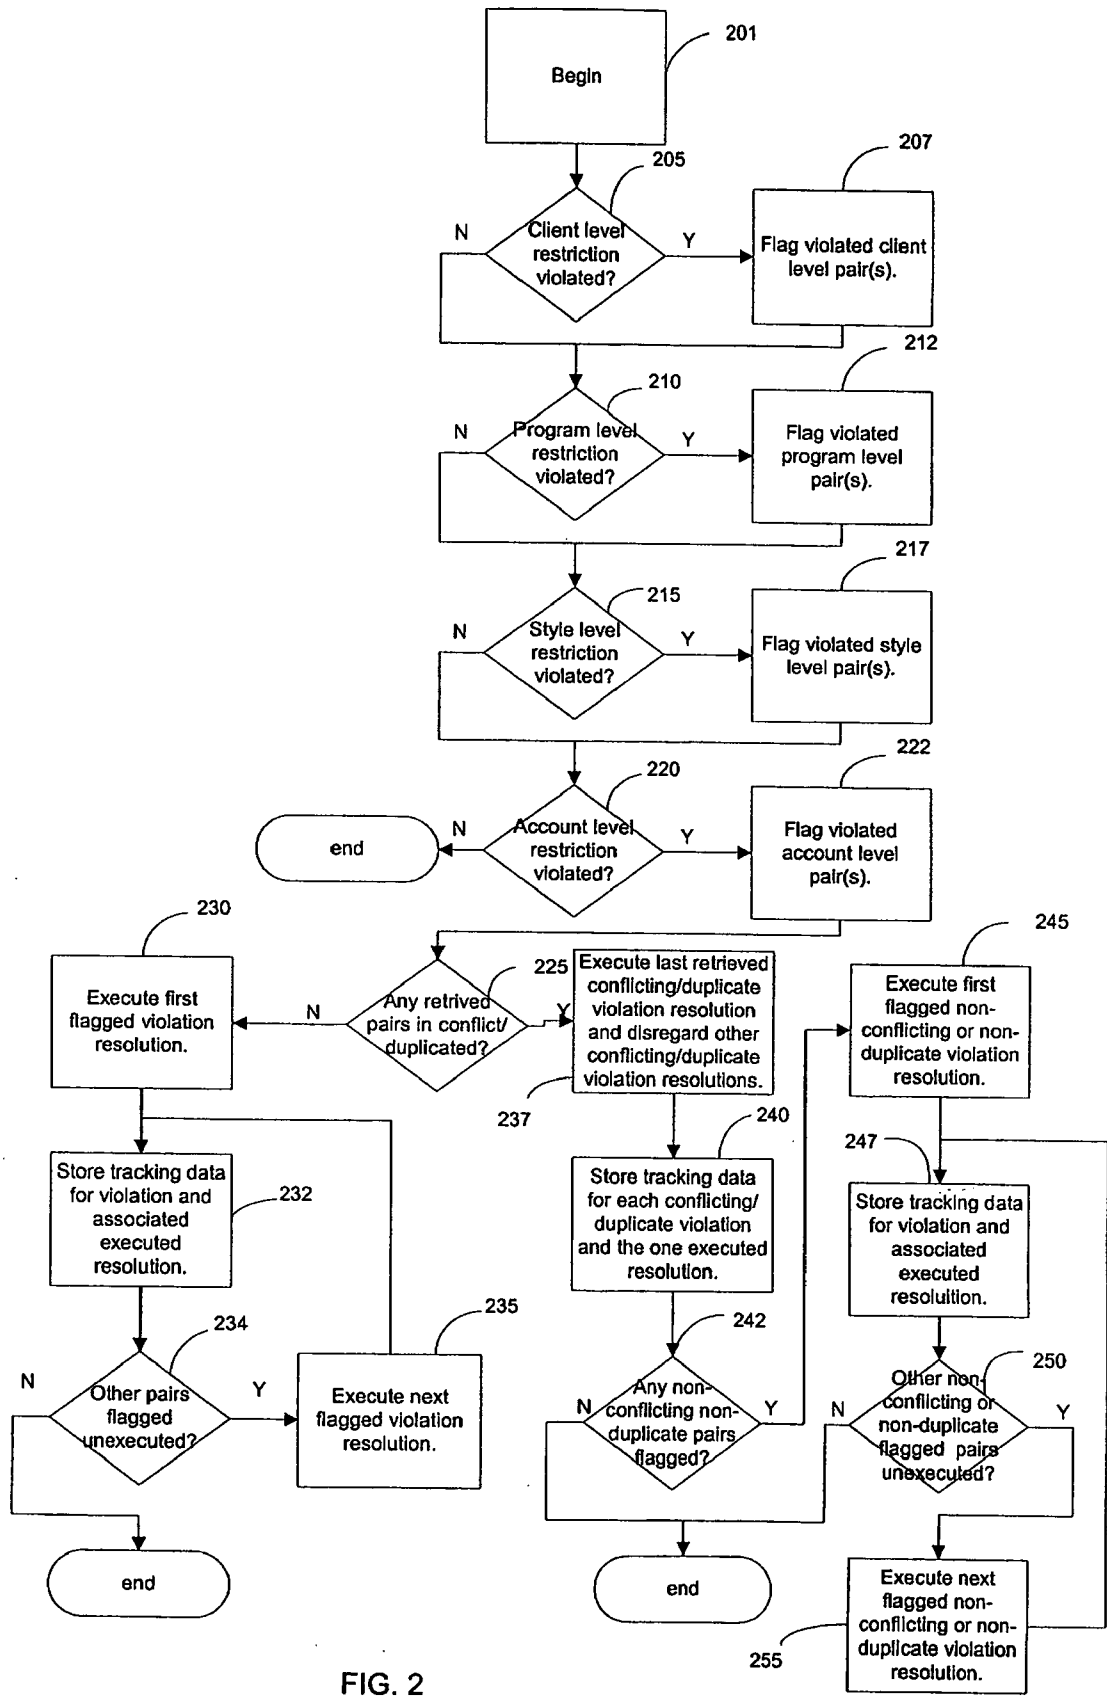 201
Begin
205
207
N
Client level
restriction
violated?
Y
Flag violated client
level pair(s).
210
212
N
Program level
restriction
violated?
Y
Flag violated
program level
pair(s).
215
217
N
Style level
restriction
violated?
Y
Flag violated style
level pair(s).
220
222
end
N
Account level
restriction
violated?
Y
Flag violated
account level
pair(s).
230
245
Execute first
flagged violation
resolution.
N
225
Any retrived
pairs in conflict/
duplicated?
Y
Execute last retrieved
conflicting/duplicate
violation resolution
and disregard other
conflicting/duplicate
violation resolutions.
237
Execute first
flagged non-
conflicting or non-
duplicate violation
resolution.
240
247
Store tracking data
for violation and
associated
executed
resolution.
232
Store tracking data
for each conflicting/
duplicate violation
and the one executed
resolution.
Store tracking data
for violation and
associated
executed
resoluition.
234
235
242
250
N
Other pairs
flagged
unexecuted?
Y
Execute next
flagged violation
resolution.
N
Any non-
conflicting non-
duplicate pairs
flagged?
Y
N
Other non-
conflicting or
non-duplicate
flagged pairs
unexecuted?
Y
end
end
Execute next
flagged non-
conflicting or non-
duplicate violation
resolution.
255
FIG. 2